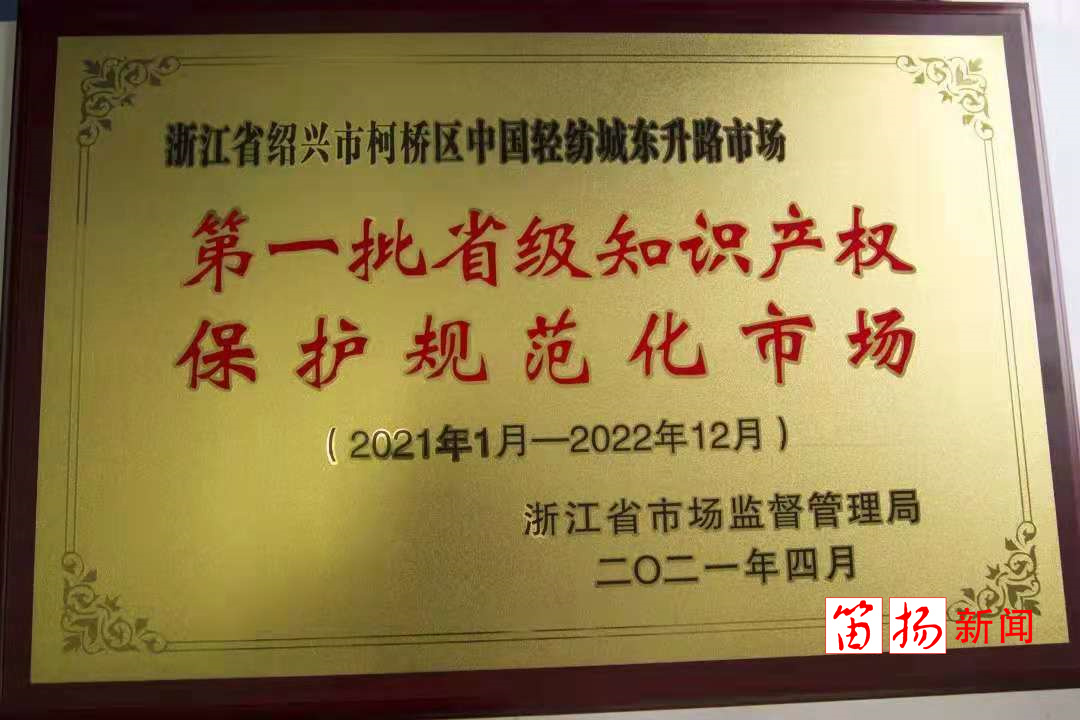 浙江省绍兴市柯桥区中国轻纺城东升路市场
第一批省级知识产权
保护规范化市场
（2021年1月—2022年12月）
浙江省市场监督管理局
二〇二一年四月
笛扬新闻